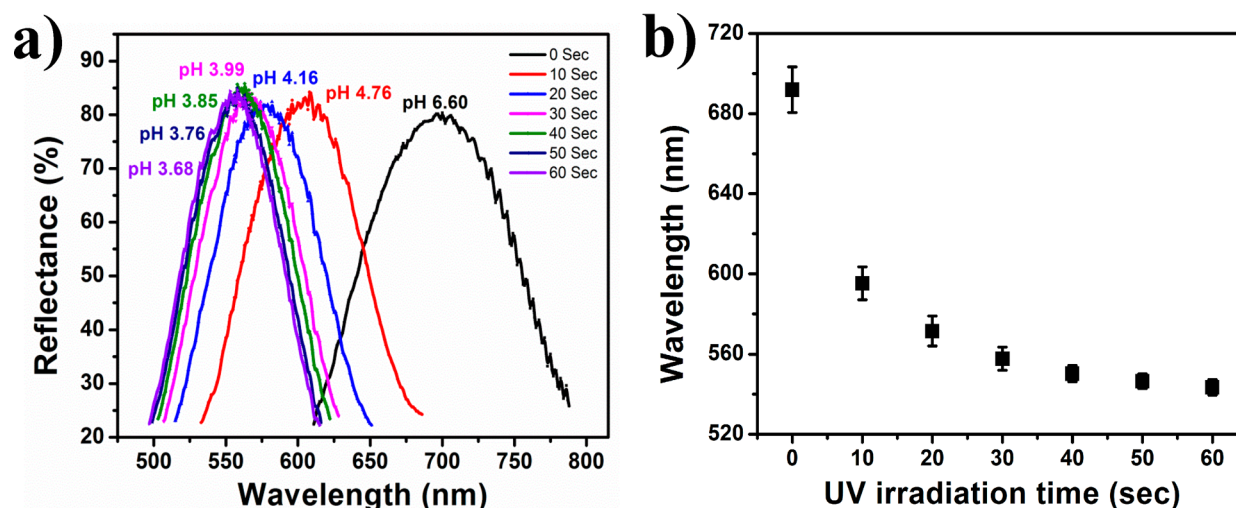 a)
Reflectance (%)
90
80
70
60
50
40
30
20
pH 3.99
pH 4.16
pH 3.85
pH 4.76
pH 6.60
pH 3.76
pH 3.68
0 Sec
10 Sec
20 Sec
30 Sec
40 Sec
50 Sec
60 Sec
500 550 600 650 700 750 800
Wavelength (nm)
b)
Wavelength (nm)
720
680
640
600
560
520
0 10 20 30 40 50 60
UV irradiation time (sec)